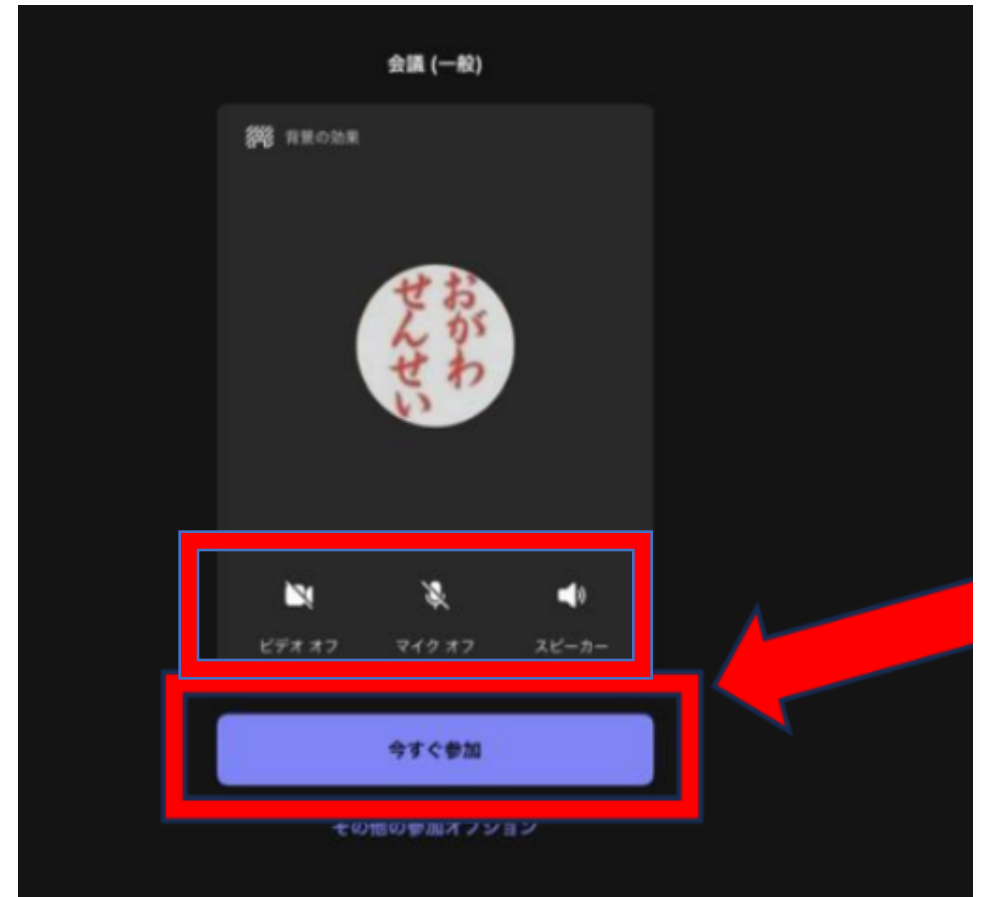 会議 (一般)
背景の効果
おがわ
せんせい
ビデオ オフ
マイク オフ
スピーカー
今すぐ参加
その他の参加オプション